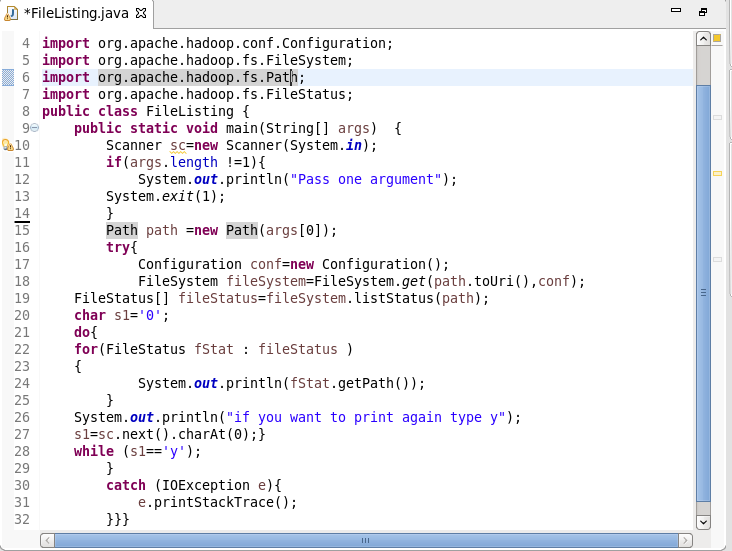 *FileListing.java
4 import org.apache.hadoop.conf.Configuration;
5 import org.apache.hadoop.fs.FileSystem;
6 import org.apache.hadoop.fs.Path;
7 import org.apache.hadoop.fs.FileStatus;
8 public class FileListing {
9 public static void main(String[] args)  {
10 Scanner sc=new Scanner(System.in);
11 if(args.length !=1){
12 System.out.println("Pass one argument");
13 System.exit(1);
14 }
15 Path path =new Path(args[0]);
16 try{
17 Configuration conf=new Configuration();
18 FileSystem fileSystem=FileSystem.get(path.toUri(),conf);
19 FileStatus[] fileStatus=fileSystem.listStatus(path);
20 char s1='0';
21 do{
22 for(FileStatus fStat : fileStatus )
23 {
24 System.out.println(fStat.getPath());
25 }
26 System.out.println("if you want to print again type y");
27 s1=sc.next().charAt(0);}
28 while (s1=='y');
29 }
30 catch (IOException e){
31 e.printStackTrace();
32 }}}